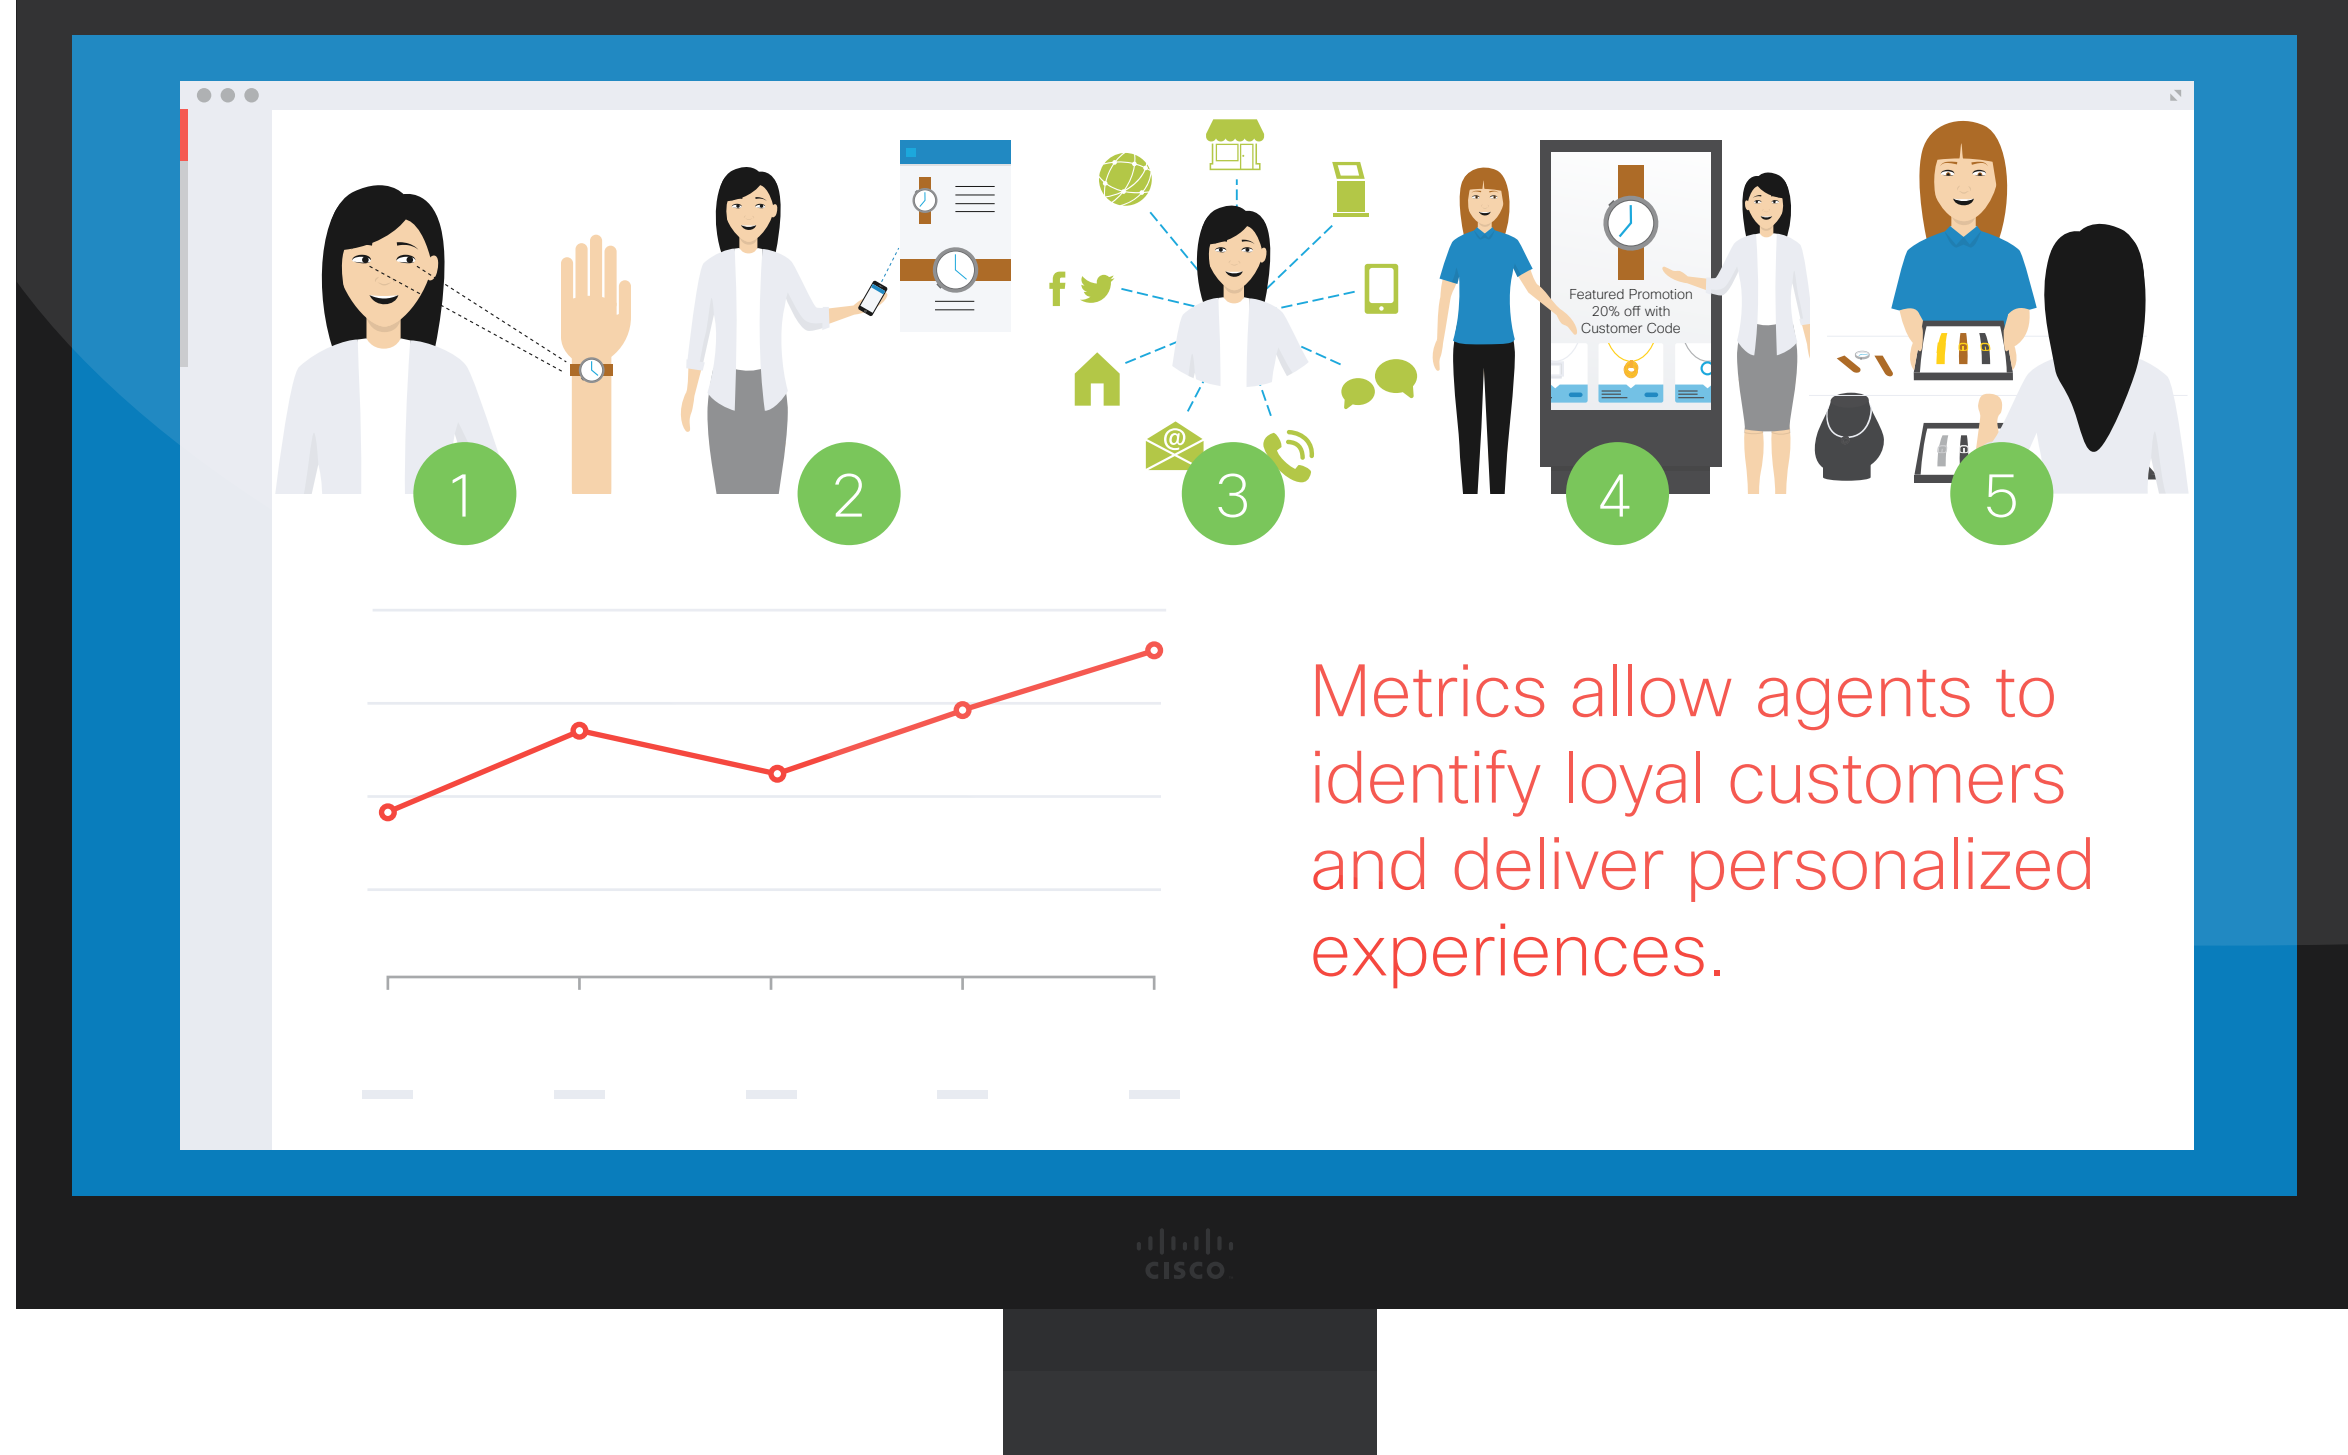 f
@
Featured Promotion
20% off with
Customer Code
1
2
3
4
5
Metrics allow agents to
identify loyal customers
and deliver personalized
experiences.
CISCO